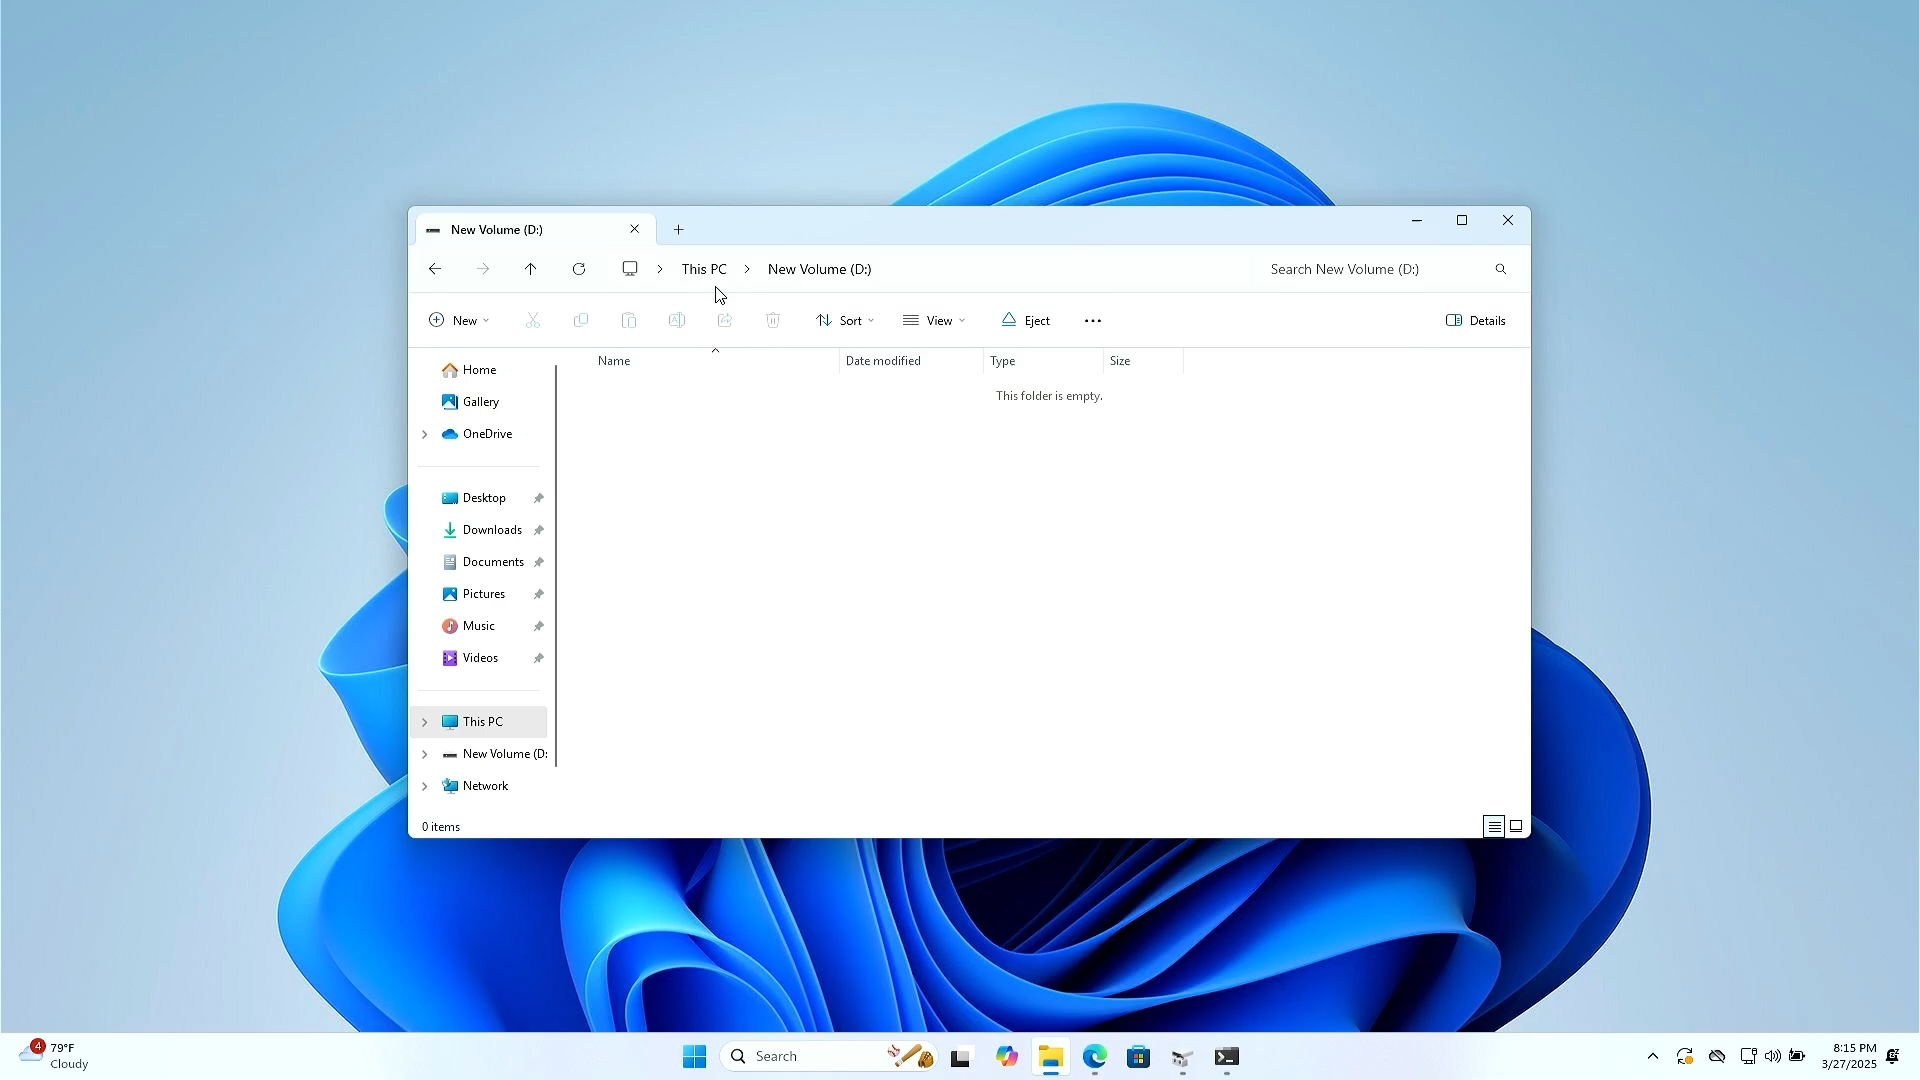 New Volume (D:)
This PC
New Volume (D:)
Search New Volume (D:)
New
Sort
View
Eject
Details
Name
Date modified
Type
Size
This folder is empty.
Home
Gallery
OneDrive
Desktop
Downloads
Documents
Pictures
Music
Videos
This PC
New Volume (D:
Network
0 items
4
79°F
Cloudy
Search
8:15 PM
3/27/2025